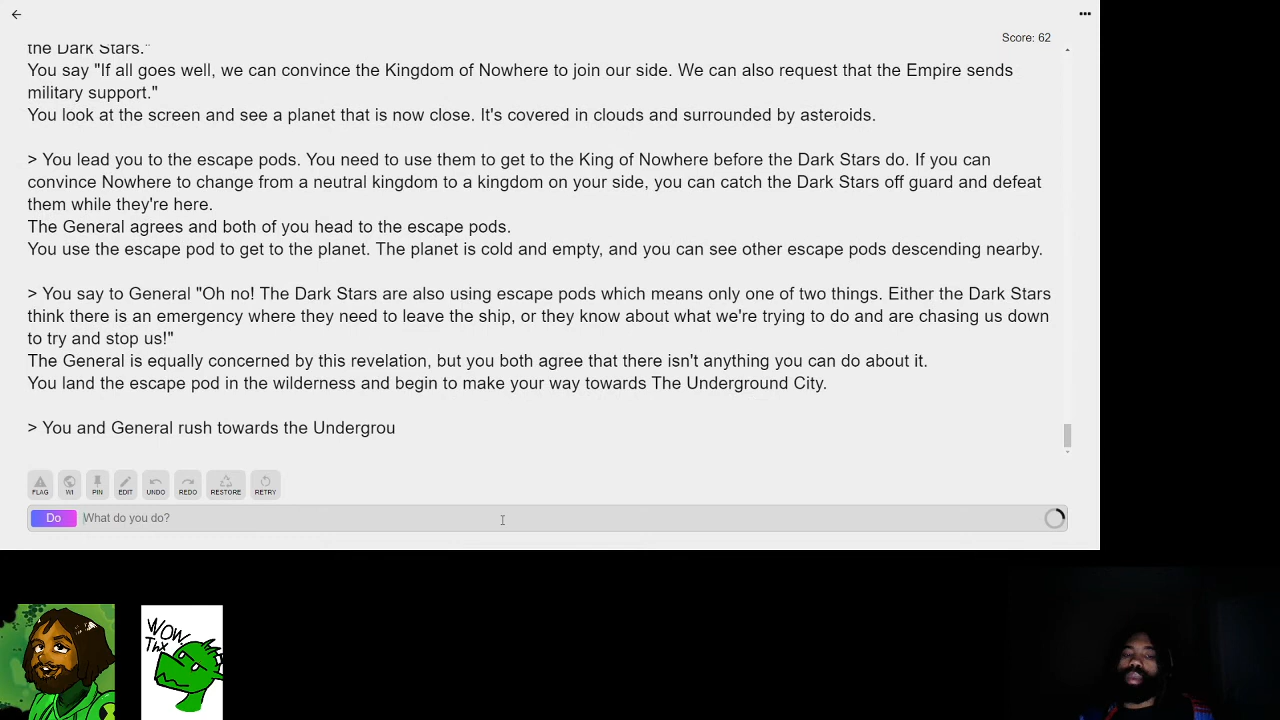 Score: 62
the Dark Stars."
You say "If all goes well, we can convince the Kingdom of Nowhere to join our side. We can also request that the Empire sends
military support."
You look at the screen and see a planet that is now close. It's covered in clouds and surrounded by asteroids.
> You lead you to the escape pods. You need to use them to get to the King of Nowhere before the Dark Stars do. If you can
convince Nowhere to change from a neutral kingdom to a kingdom on your side, you can catch the Dark Stars off guard and defeat
them while they're here.
The General agrees and both of you head to the escape pods.
You use the escape pod to get to the planet. The planet is cold and empty, and you can see other escape pods descending nearby.
> You say to General "Oh no! The Dark Stars are also using escape pods which means only one of two things. Either the Dark Stars
think there is an emergency where they need to leave the ship, or they know about what we're trying to do and are chasing us down
to try and stop us!"
The General is equally concerned by this revelation, but you both agree that there isn't anything you can do about it.
You land the escape pod in the wilderness and begin to make your way towards The Underground City.
> You and General rush towards the Undergrou
FLAG WI PIN EDIT UNDO REDO RESTORE RETRY
Do What do you do?
WOW
Thx